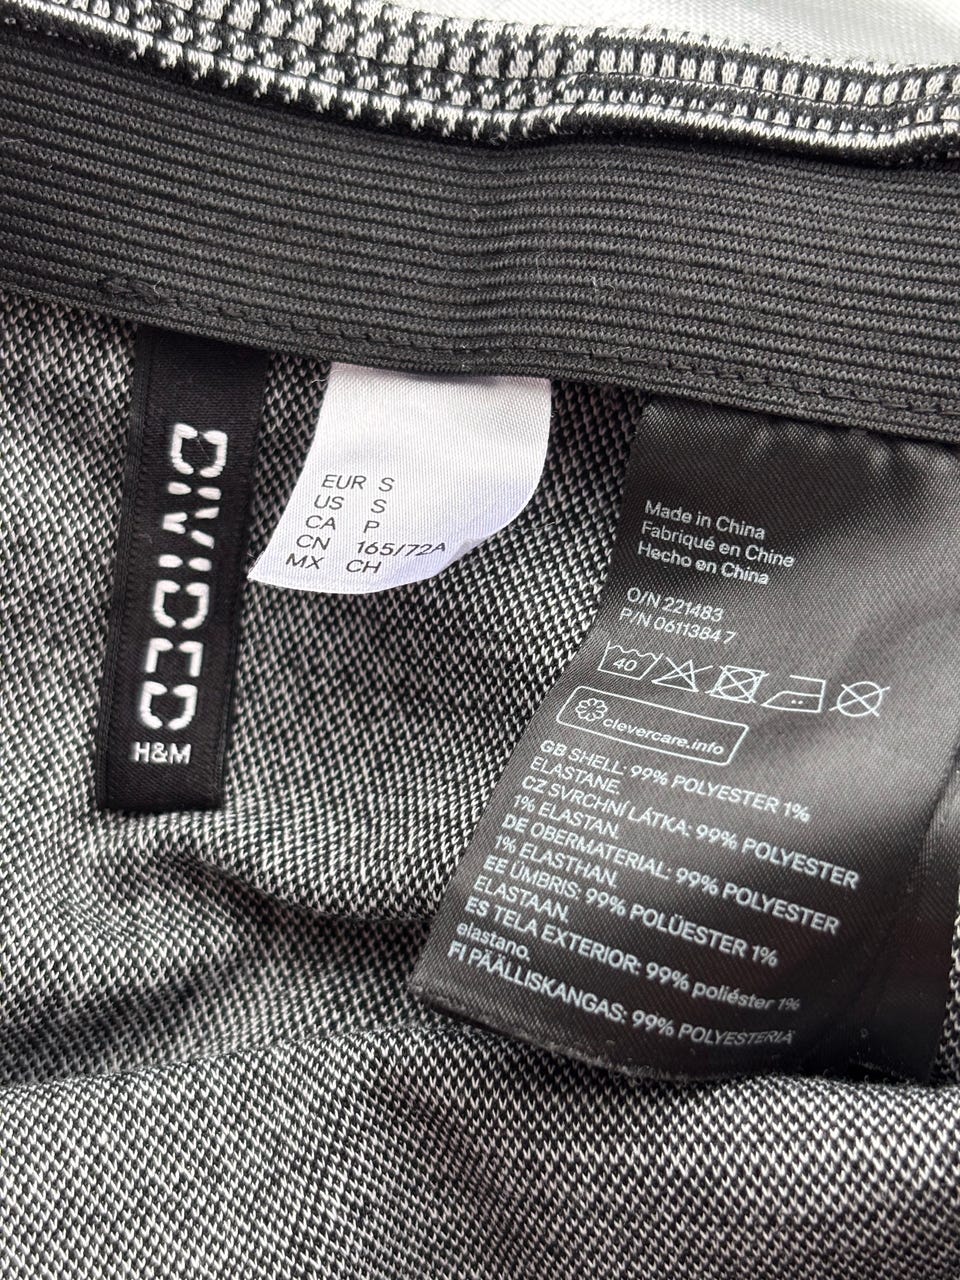 DIVIDED
H&M
EUR S
US S
CA P
CN 165/72A
MX CH
Made in China
Fabriqué en Chine
Hecho en China
O/N 221483
P/N 0611384 7
40
clevercare.info
GB SHELL: 99% POLYESTER 1%
ELASTANE.
CZ SVRCHNÍ LÁTKA: 99% POLYESTER
1% ELASTAN.
DE OBERMATERIAL: 99% POLYESTER
1% ELASTHAN.
EE ÜMBRIS: 99% POLÜESTER 1%
ELASTAAN.
ES TELA EXTERIOR: 99% poliéster 1%
elastano.
FI PÄÄLLISKANGAS: 99% POLYESTERIÄ